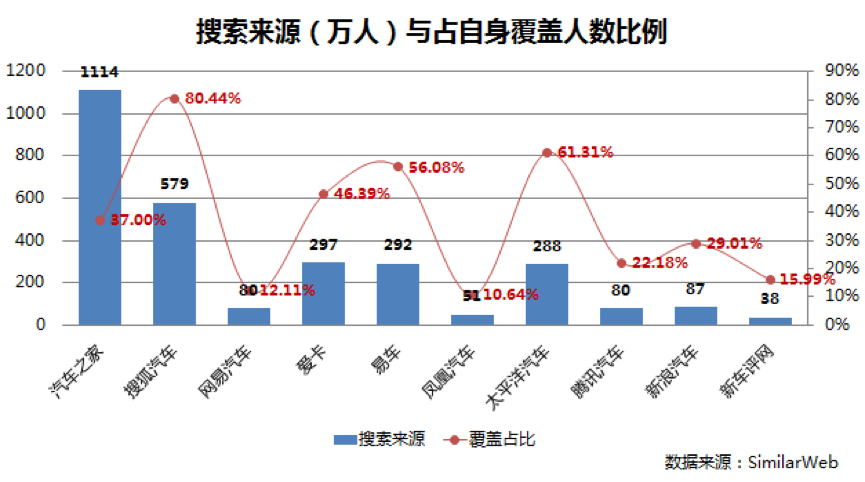 搜索来源（万人）与占自身覆盖人数比例
1200
1000
800
600
400
200
0
90%
80%
70%
60%
50%
40%
30%
20%
10%
0%
1114
579
80
297
292
51
288
80
87
38
37.00%
80.44%
12.11%
46.39%
56.08%
10.64%
61.31%
22.18%
29.01%
15.99%
汽车之家
搜狐汽车
网易汽车
爱卡
易车
凤凰汽车
太平洋汽车
腾讯汽车
新浪汽车
新车评网
搜索来源
覆盖占比
数据来源：SimilarWeb